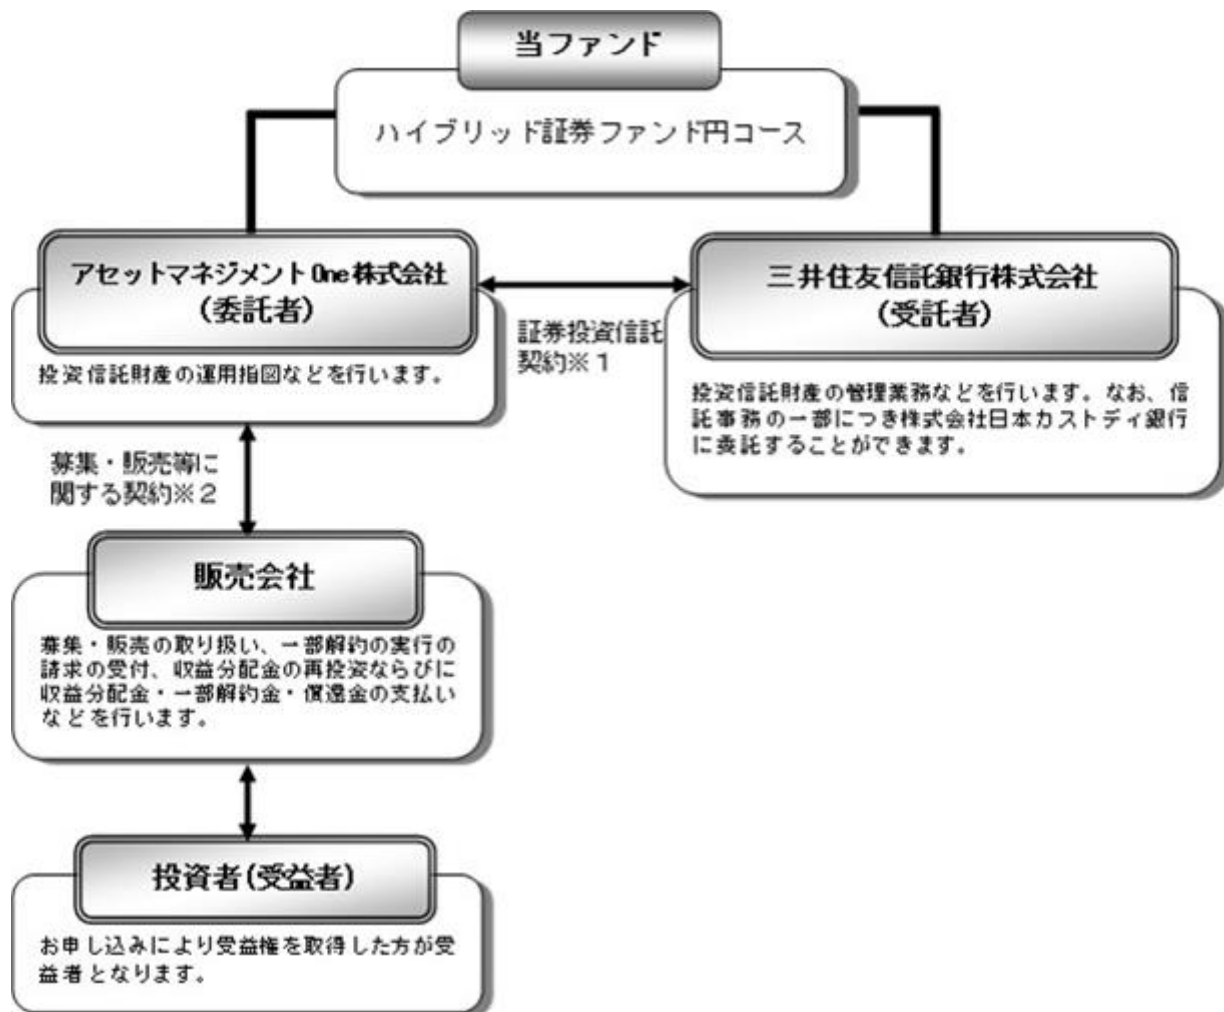 当ファンド
ハイブリッド証券ファンド円コース
アセットマネジメントOne株式会社
(委託者)
投資信託財産の運用指図などを行います。
証券投資信託
契約※1
三井住友信託銀行株式会社
(受託者)
投資信託財産の管理業務などを行います。なお、信
託事務の一部につき株式会社日本カストディ銀行
に委託することができます。
募集・販売等に
関する契約※2
販売会社
募集・販売の取り扱い、一部解約の実行の
請求の受付、収益分配金の再投資ならびに
収益分配金・一部解約金・償還金の支払い
などを行います。
投資者(受益者)
お申し込みにより受益権を取得した方が受
益者となります。